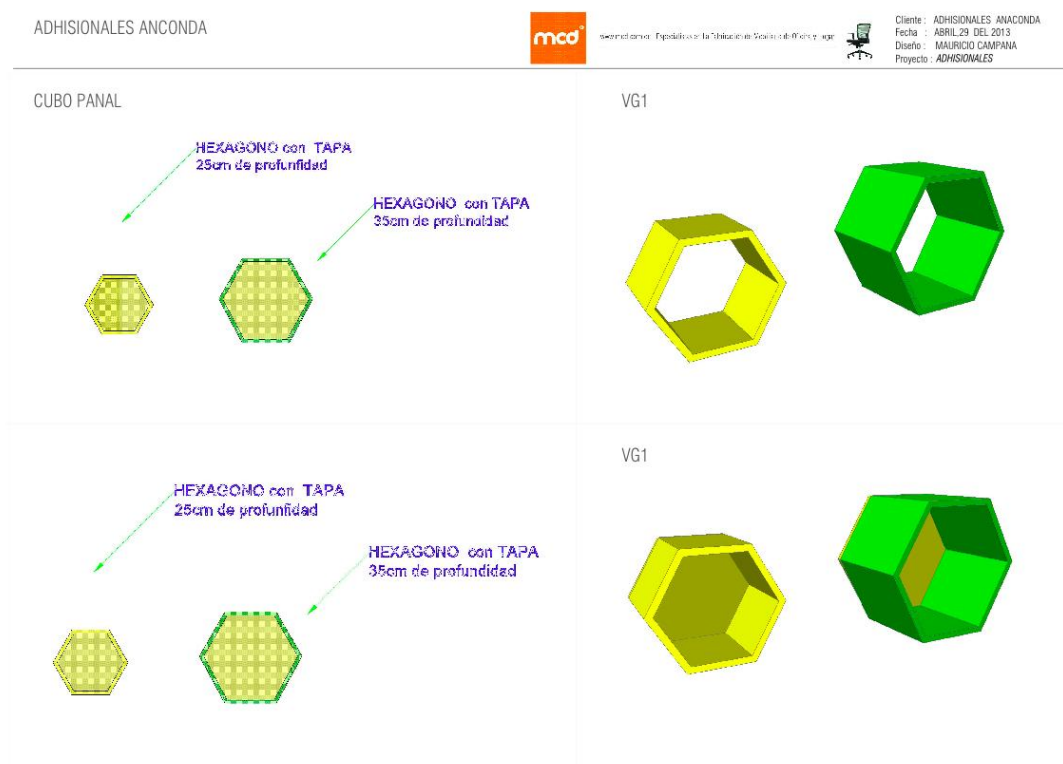 ADHISIONALES ANCONDA
mcd
Cliente : ADHISIONALES ANACONDA
Fecha : ABRIL,29 DEL 2013
Diseño : MAURICIO CAMPANA
Proyecto : ADHISIONALES
CUBO PANAL
VG1
HEXAGONO con TAPA
25cm de profunfidad
HEXAGONO con TAPA
35cm de profundidad
VG1
HEXAGONO con TAPA
25cm de profunfidad
HEXAGONO con TAPA
35cm de profundidad